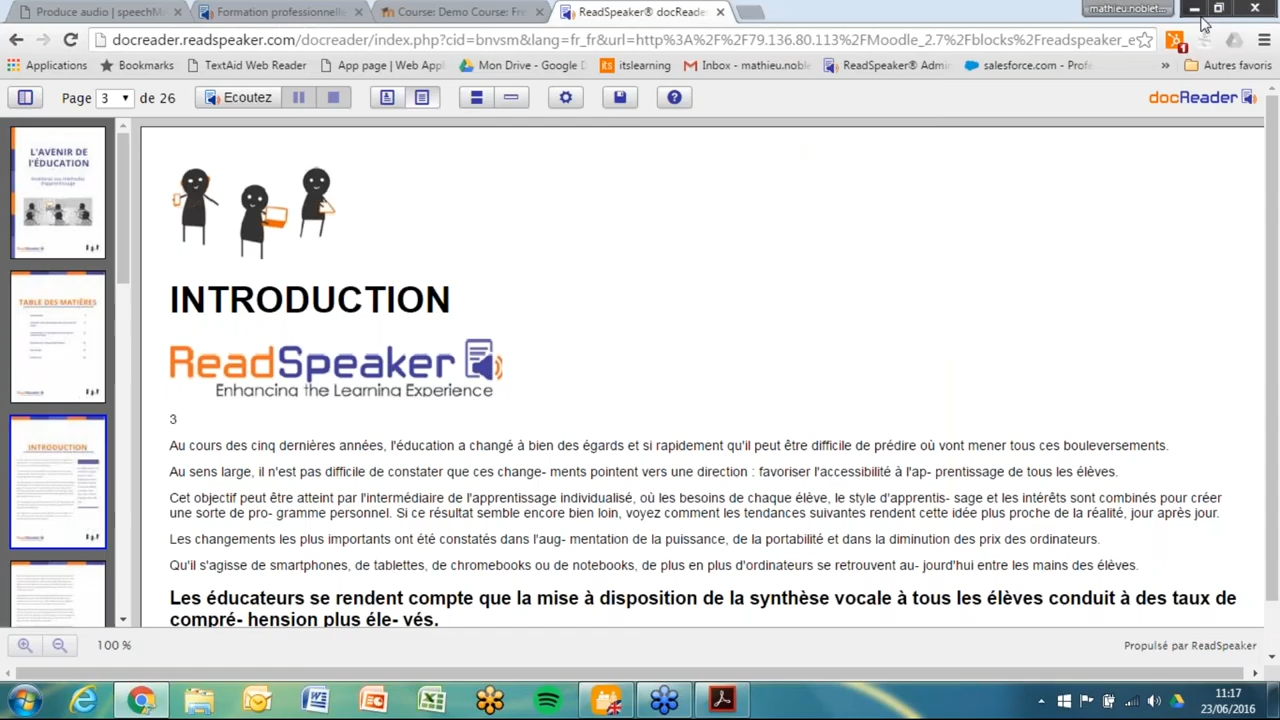 Produce audio | speechM
Formation professionnelle
Course: Demo Course: Fre
ReadSpeaker® docReader
mathieu.noblet...
docreader.readspeaker.com/docreader/index.php?cid=bnvsn&lang=fr_fr&url=http%3A%2F%2F79.136.80.113%2FMoodle_2.7%2Fblocks%2Freadspeaker_e
1
Applications
Bookmarks
TextAid Web Reader
App page | Web Appl
Mon Drive - Google D
its itslearning
Inbox - mathieu.noble
ReadSpeaker® Admin
salesforce.com - Profe
»
Autres favoris
Page 3 de 26
Ecoutez
docReader
L'AVENIR DE
l'ÉDUCATION
TABLE DES MATIÈRES
INTRODUCTION
INTRODUCTION
ReadSpeaker
Enhancing the Learning Experience
3
Au cours des cinq dernières années, l'éducation a changé à bien des égards et si rapidement qu'il peut être difficile de prédire où vont mener tous ces bouleversements.
Au sens large, il n'est pas difficile de constater que ces change- ments pointent vers une direction : favoriser l'accessibilité à l'ap- prentissage de tous les élèves.
Cet objectif peut être atteint par l'intermédiaire de l'apprentissage individualisé, où les besoins de chaque élève, le style d'apprentis- sage et les intérêts sont combinés pour créer
une sorte de pro- gramme personnel. Si ce résultat semble encore bien loin, voyez comment les tendances suivantes rendent cette idée plus proche de la réalité, jour après jour.
Les changements les plus importants ont été constatés dans l'aug- mentation de la puissance, de la portabilité et dans la diminution des prix des ordinateurs.
Qu'il s'agisse de smartphones, de tablettes, de chromebooks ou de notebooks, de plus en plus d'ordinateurs se retrouvent au- jourd'hui entre les mains des élèves.
Les éducateurs se rendent compte que la mise à disposition de la synthèse vocale à tous les élèves conduit à des taux de
compré- hension plus éle- vés.
100 %
Propulsé par ReadSpeaker
11:17
23/06/2016